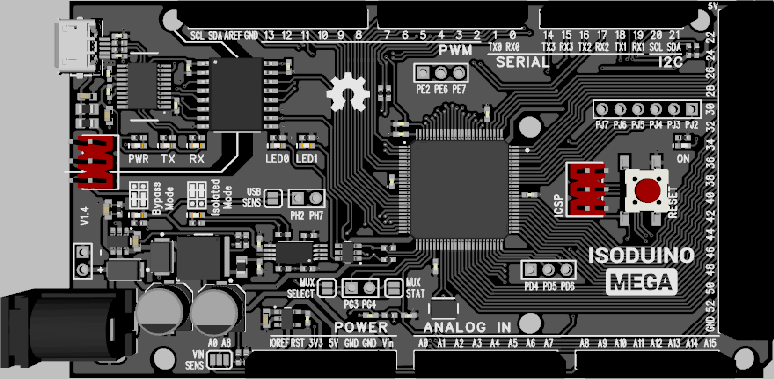 SCL SDA AREF GND 13 12 11 10 9 8 7 6 5 4 3 2 1 0 14 15 16 17 18 19 20 21
TX0 RX0 TX3 RX3 TX2 RX2 TX1 RX1 SCL SDA
PWM
SERIAL
I2C
5V
22
24
26
28
30
32
34
36
38
40
42
44
46
48
50
52
GND
PE2 PE6 PE7
PJ7 PJ6 PJ5 PJ4 PJ3 PJ2
PWR TX RX LED0 LED1
ON
Bypass
Mode
Isolated
Mode
USB
SENS
PH2 PH7
ICSP
RESET
V1.4
- +
ISODUINO
MEGA
MUX
SELECT
PG3 PG4
MUX
STAT
PD4 PD5 PD6
POWER
ANALOG IN
IOREF RST 3V3 5V GND GND Vin A0 A1 A2 A3 A4 A5 A6 A7 A8 A9 A10 A11 A12 A13 A14 A15
VIN
SENS
A0 A8